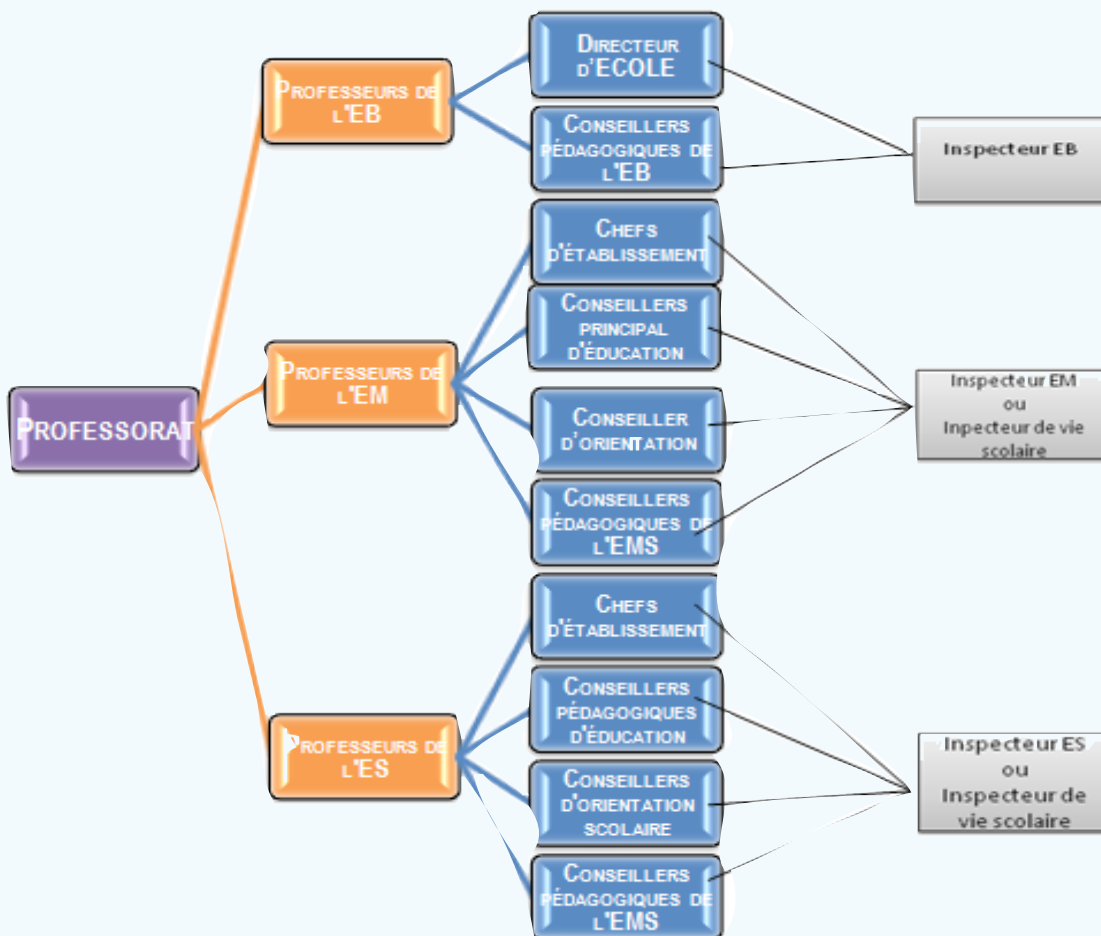 PROFESSORAT
PROFESSEURS DE
L'EB
PROFESSEURS DE
L'EM
PROFESSEURS DE
L'ES
DIRECTEUR
D'ECOLE
CONSEILLERS
PÉDAGOGIQUES DE
L'EB
CHEFS
D'ÉTABLISSEMENT
CONSEILLERS
PRINCIPAL
D'ÉDUCATION
CONSEILLER
D'ORIENTATION
CONSEILLERS
PÉDAGOGIQUES DE
L'EMS
CHEFS
D'ÉTABLISSEMENT
CONSEILLERS
PÉDAGOGIQUES
D'ÉDUCATION
CONSEILLERS
D'ORIENTATION
SCOLAIRE
CONSEILLERS
PÉDAGOGIQUES DE
L'EMS
Inspecteur EB
Inspecteur EM
ou
Inpecteur de vie
scolaire
Inspecteur ES
ou
Inspecteur de
vie scolaire